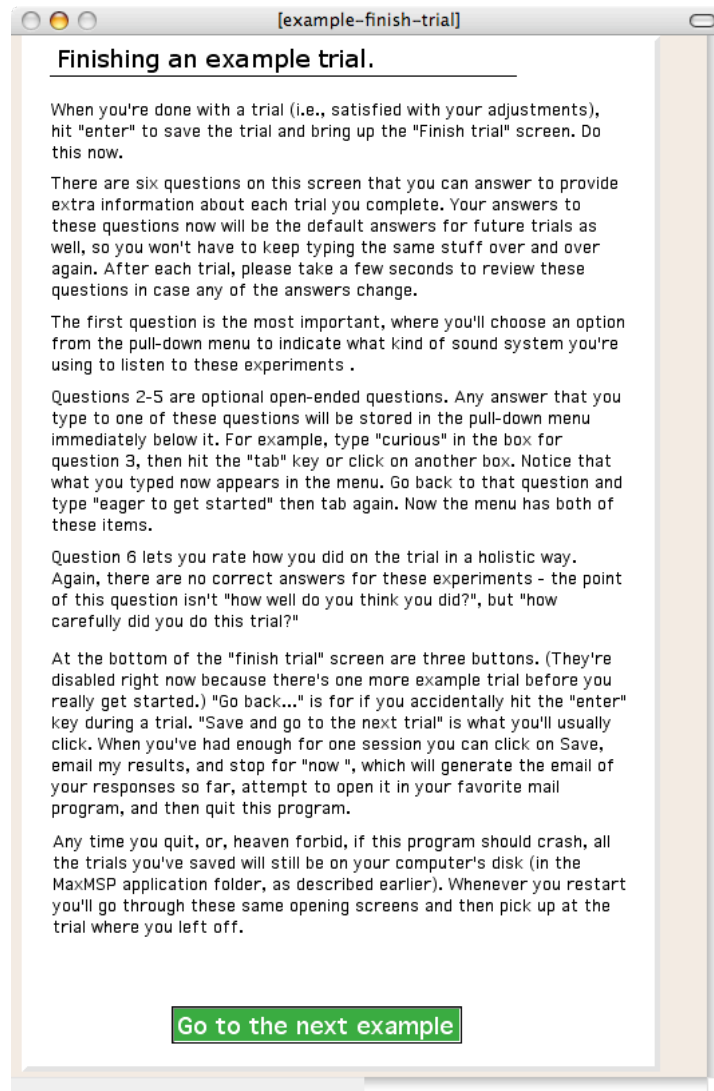 [example-finish-trial]
Finishing an example trial.
When you're done with a trial (i.e., satisfied with your adjustments),
hit "enter" to save the trial and bring up the "Finish trial" screen. Do
this now.
There are six questions on this screen that you can answer to provide
extra information about each trial you complete. Your answers to
these questions now will be the default answers for future trials as
well, so you won't have to keep typing the same stuff over and over
again. After each trial, please take a few seconds to review these
questions in case any of the answers change.
The first question is the most important, where you'll choose an option
from the pull-down menu to indicate what kind of sound system you're
using to listen to these experiments .
Questions 2-5 are optional open-ended questions. Any answer that you
type to one of these questions will be stored in the pull-down menu
immediately below it. For example, type "curious" in the box for
question 3, then hit the "tab" key or click on another box. Notice that
what you typed now appears in the menu. Go back to that question and
type "eager to get started" then tab again. Now the menu has both of
these items.
Question 6 lets you rate how you did on the trial in a holistic way.
Again, there are no correct answers for these experiments - the point
of this question isn't "how well do you think you did?", but "how
carefully did you do this trial?"
At the bottom of the "finish trial" screen are three buttons. (They're
disabled right now because there's one more example trial before you
really get started.) "Go back..." is for if you accidentally hit the "enter"
key during a trial. "Save and go to the next trial" is what you'll usually
click. When you've had enough for one session you can click on Save,
email my results, and stop for "now ", which will generate the email of
your responses so far, attempt to open it in your favorite mail
program, and then quit this program.
Any time you quit, or, heaven forbid, if this program should crash, all
the trials you've saved will still be on your computer's disk (in the
MaxMSP application folder, as described earlier). Whenever you restart
you'll go through these same opening screens and then pick up at the
trial where you left off.
Go to the next example